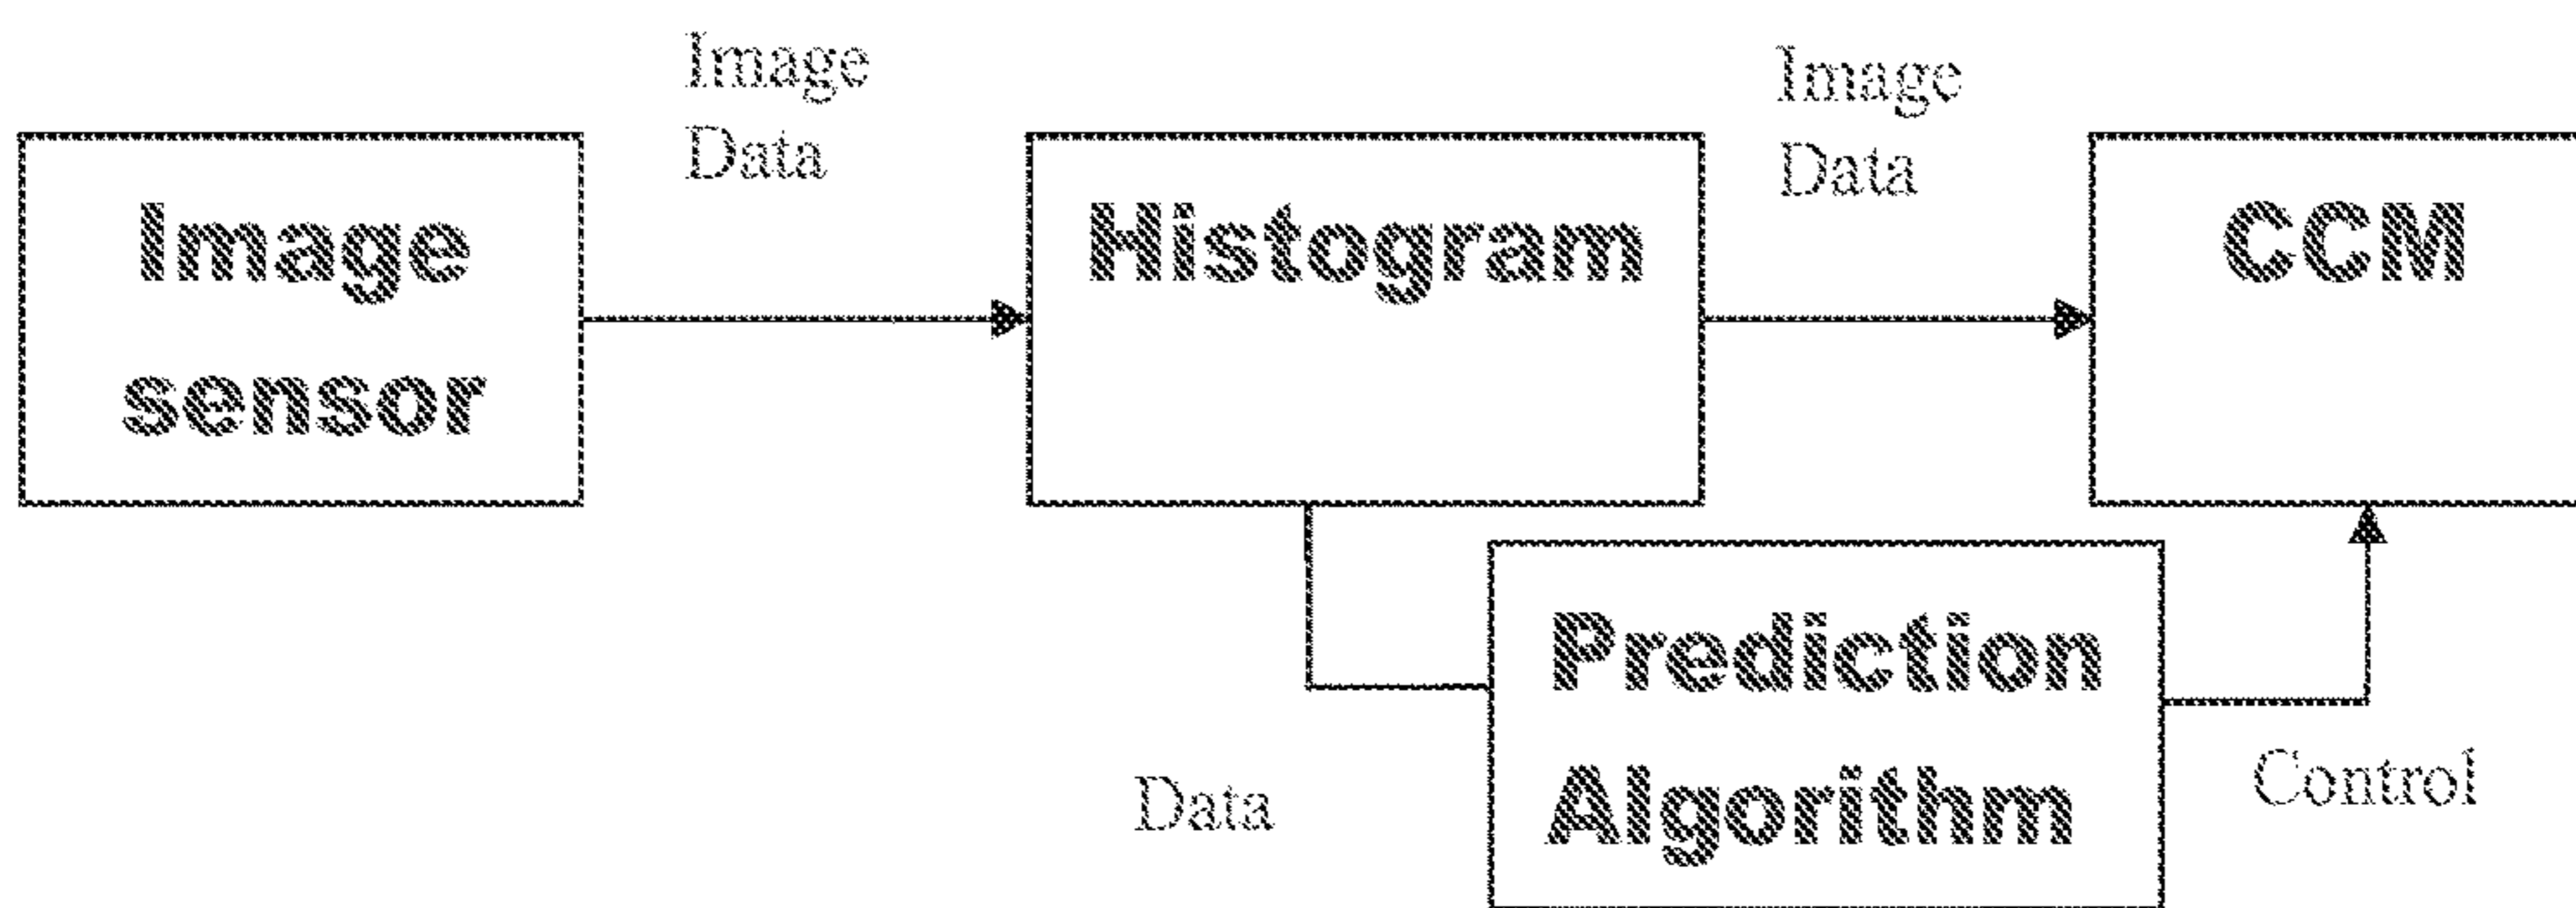 Image
Data
Image
Data
Image
sensor
Histogram
CCM
Prediction
Algorithm
Data
Control